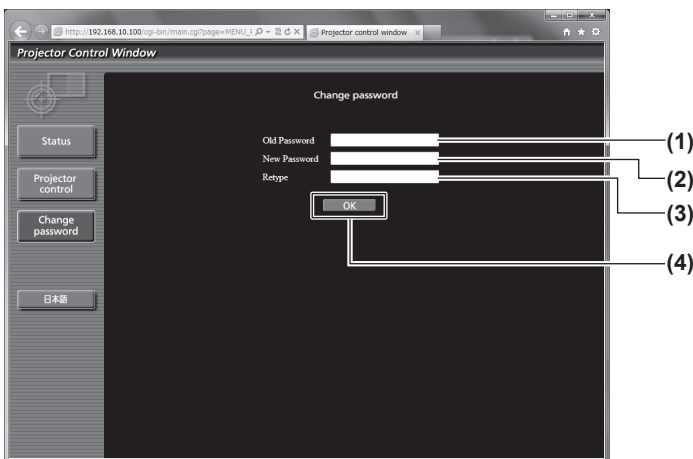 http://192.168.10.100/cgi-bin/main.cgi?page=MENU_
Projector control window
Projector Control Window
Change password
Status
Old Password
(1)
New Password
(2)
Projector
control
Retype
(3)
Change
password
OK
(4)
日本語